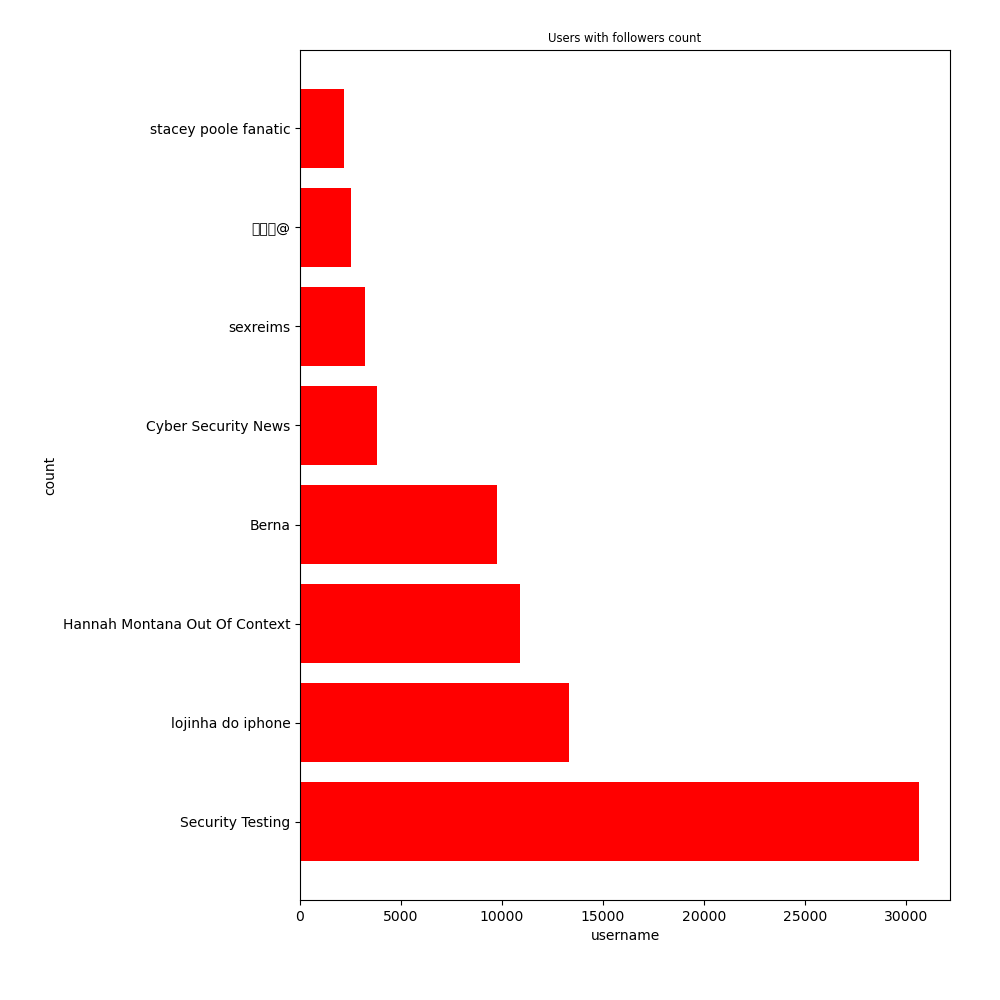 Users with followers count
stacey poole fanatic
@
sexreims
Cyber Security News
Berna
Hannah Montana Out Of Context
lojinha do iphone
Security Testing
count
0 5000 10000 15000 20000 25000 30000
username